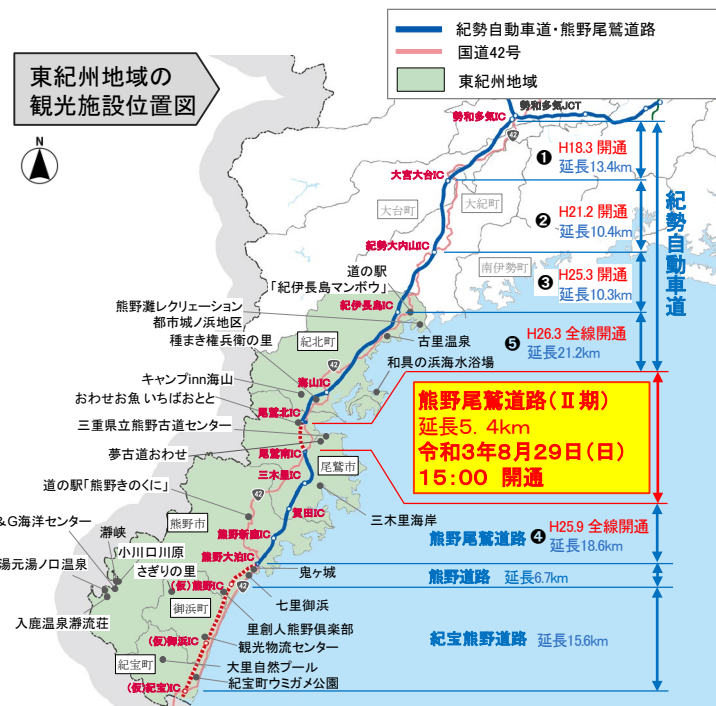 紀勢自動車道・熊野尾鷲道路
国道42号
東紀州地域
東紀州地域の
観光施設位置図
N
勢和多気JCT
勢和多気IC
42
❶
H18.3 開通
延長13.4km
大宮大台IC
大台町
大紀町
❷
H21.2 開通
延長10.4km
紀勢自動車道
紀勢大内山IC
南伊勢町
❸
H25.3 開通
延長10.3km
道の駅
「紀伊長島マンボウ」
紀伊長島IC
熊野灘レクリエーション
都市城ノ浜地区
種まき権兵衛の里
紀北町
古里温泉
❺
H26.3 全線開通
延長21.2km
42
和具の浜海水浴場
キャンプinn海山
海山IC
おわせお魚 いちばおとと
尾鷲北IC
三重県立熊野古道センター
夢古道おわせ
尾鷲南IC
尾鷲市
熊野尾鷲道路(Ⅱ期)
延長5.4km
令和3年8月29日(日)
15:00 開通
三木里IC
道の駅「熊野きのくに」
42
三木里海岸
賀田IC
熊野市
&G海洋センター
熊野新鹿IC
熊野尾鷲道路
❹
H25.9 全線開通
延長18.6km
瀞峡
小川口川原
熊野大泊IC
湯元湯ノ口温泉
さぎりの里
鬼ヶ城
熊野道路 延長6.7km
(仮)熊野IC
42
七里御浜
入鹿温泉瀞流荘
御浜町
里創人熊野倶楽部
(仮)御浜IC
観光物流センター
紀宝熊野道路 延長15.6km
紀宝町
大里自然プール
(仮)紀宝IC
紀宝町ウミガメ公園